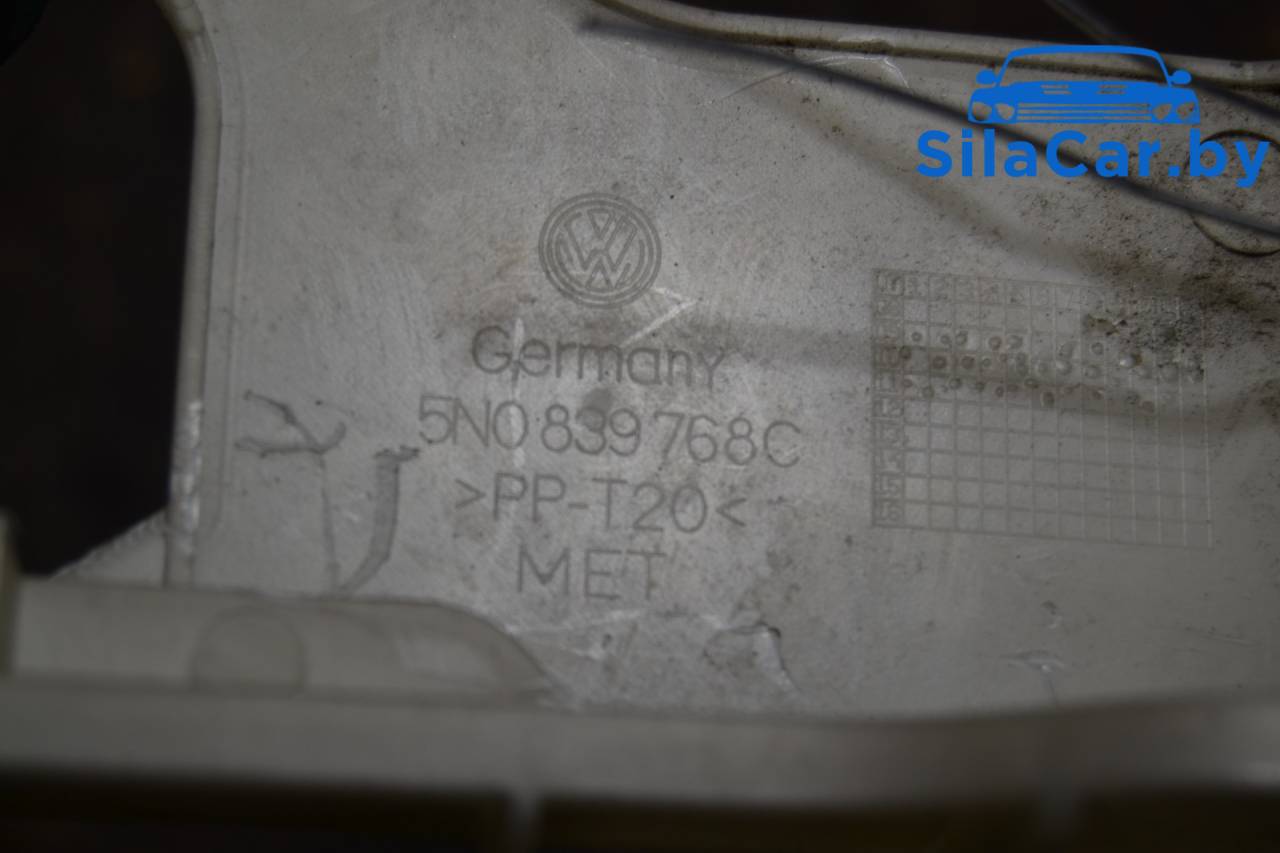 SilaCar.by
Germany
5N0 839 768C
>PP-T20<
MET